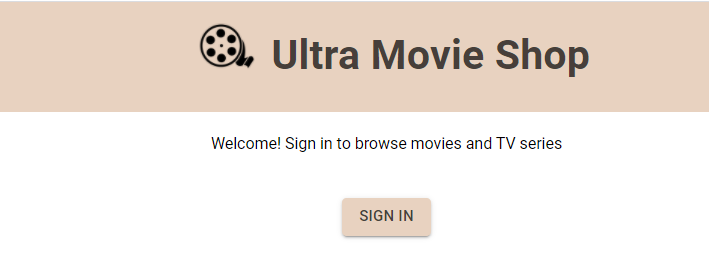 Ultra Movie Shop
Welcome! Sign in to browse movies and TV series
SIGN IN